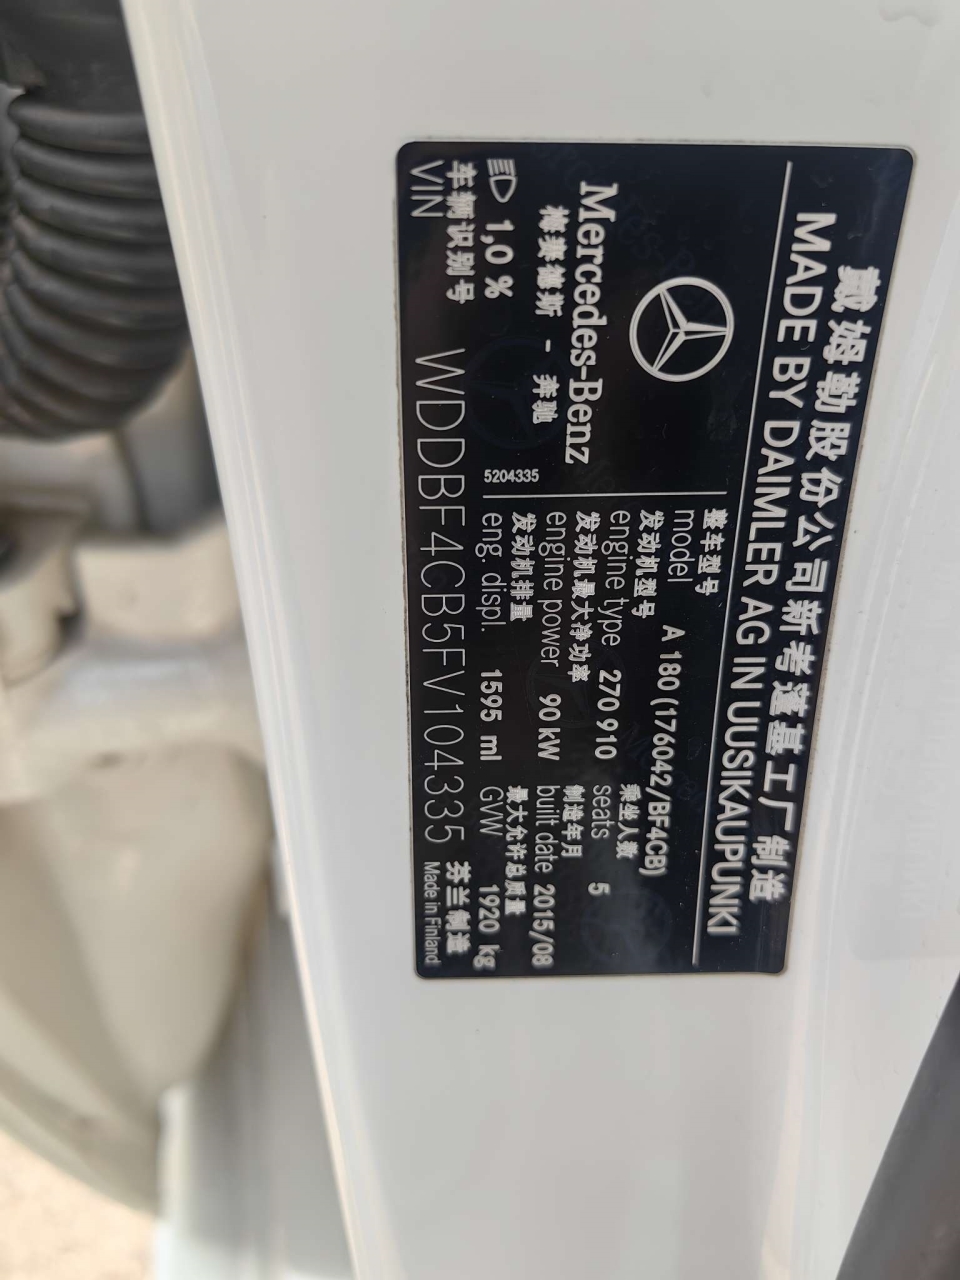 戴姆勒股份公司新考蓬基工厂制造
MADE BY DAIMLER AG IN UUSIKAUPUNKI
Mercedes-Benz
梅赛德斯 - 奔驰
1,0 %
5204335
整车型号
model A 180 (176042/BF4CB)
发动机型号 乘坐人数
engine type 270 910 seats 5
发动机最大净功率 制造年月
engine power 90 kW built date 2015/08
发动机排量 最大允许总质量
eng. displ. 1595 ml GVW 1920 kg
车辆识别号 芬兰制造
VIN WDDBF4CB5FV104335 Made in Finland